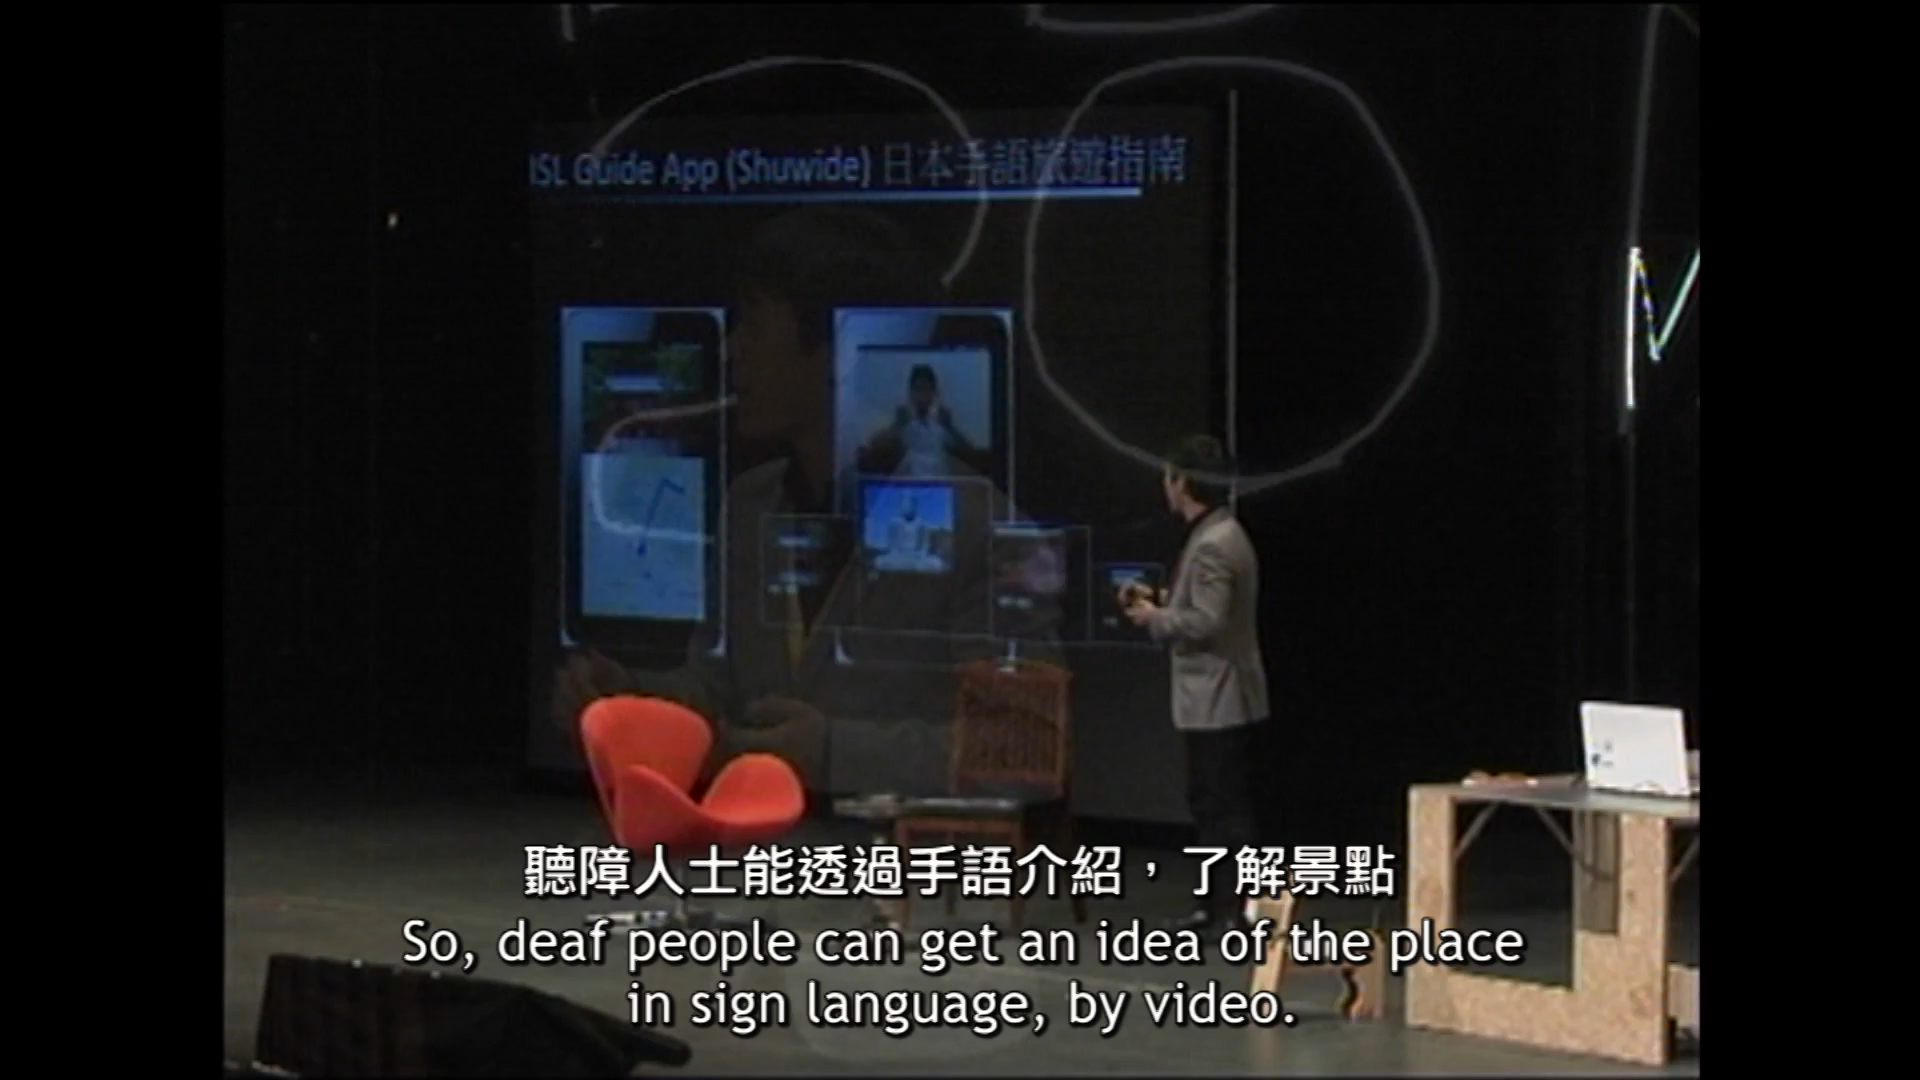 ISL Guide App (Shuwide) 日本手語旅遊指南
聽障人士能透過手語介紹，了解景點
So, deaf people can get an idea of the place
in sign language, by video.